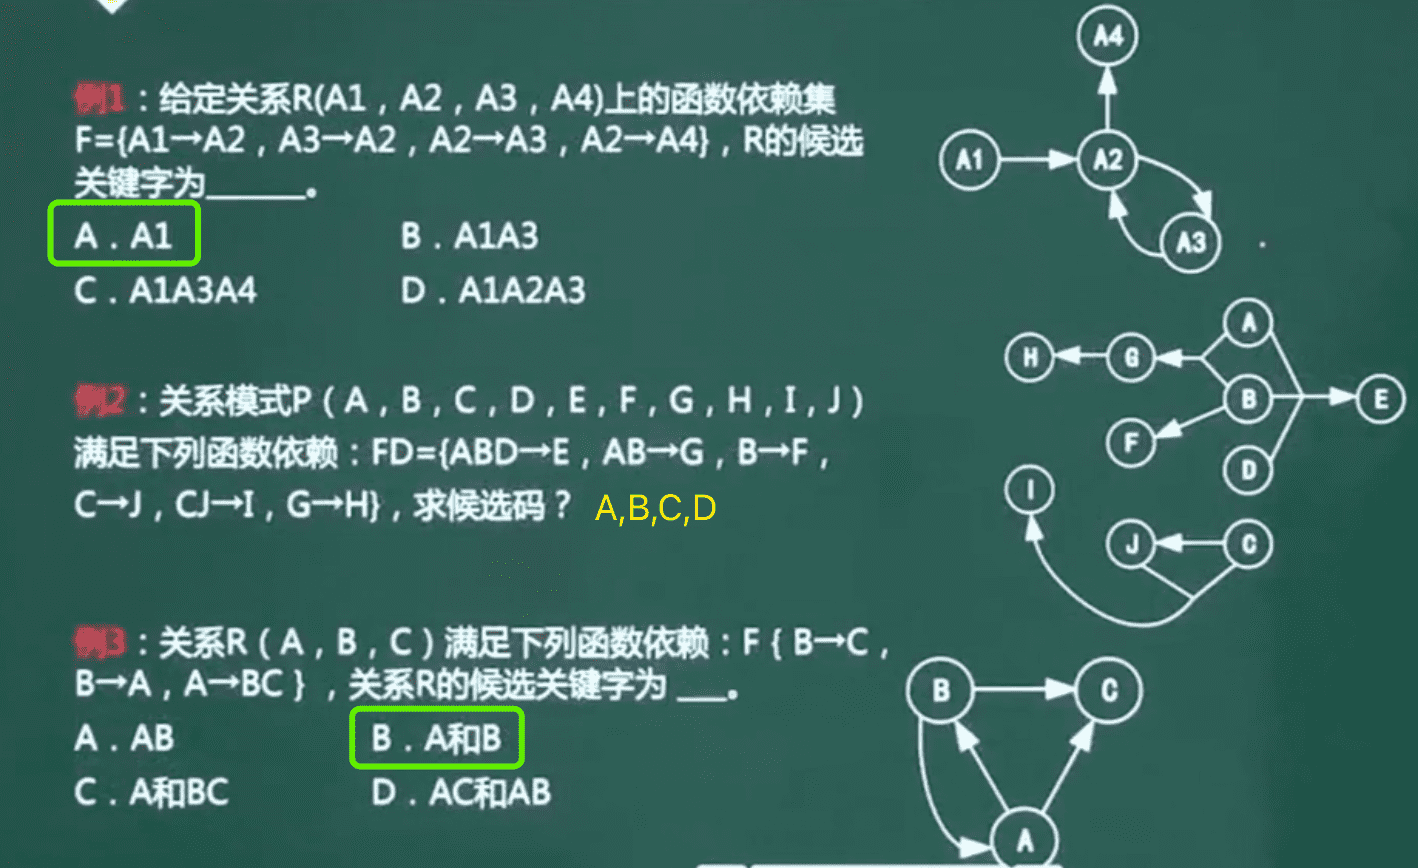 例1：给定关系R(A1，A2，A3，A4)上的函数依赖集
F={A1→A2，A3→A2，A2→A3，A2→A4}，R的候选
关键字为______。
A．A1
B．A1A3
C．A1A3A4
D．A1A2A3
A4
A1
A2
A3
例2：关系模式P（A，B，C，D，E，F，G，H，I，J）
满足下列函数依赖：FD={ABD→E，AB→G，B→F，
C→J，CJ→I，G→H}，求候选码？ A,B,C,D
A
H
G
B
E
F
D
I
J
C
例3：关系R（A，B，C）满足下列函数依赖：F｛B→C，
B→A，A→BC｝，关系R的候选关键字为 ___。
A．AB
B．A和B
C．A和BC
D．AC和AB
B
C
A